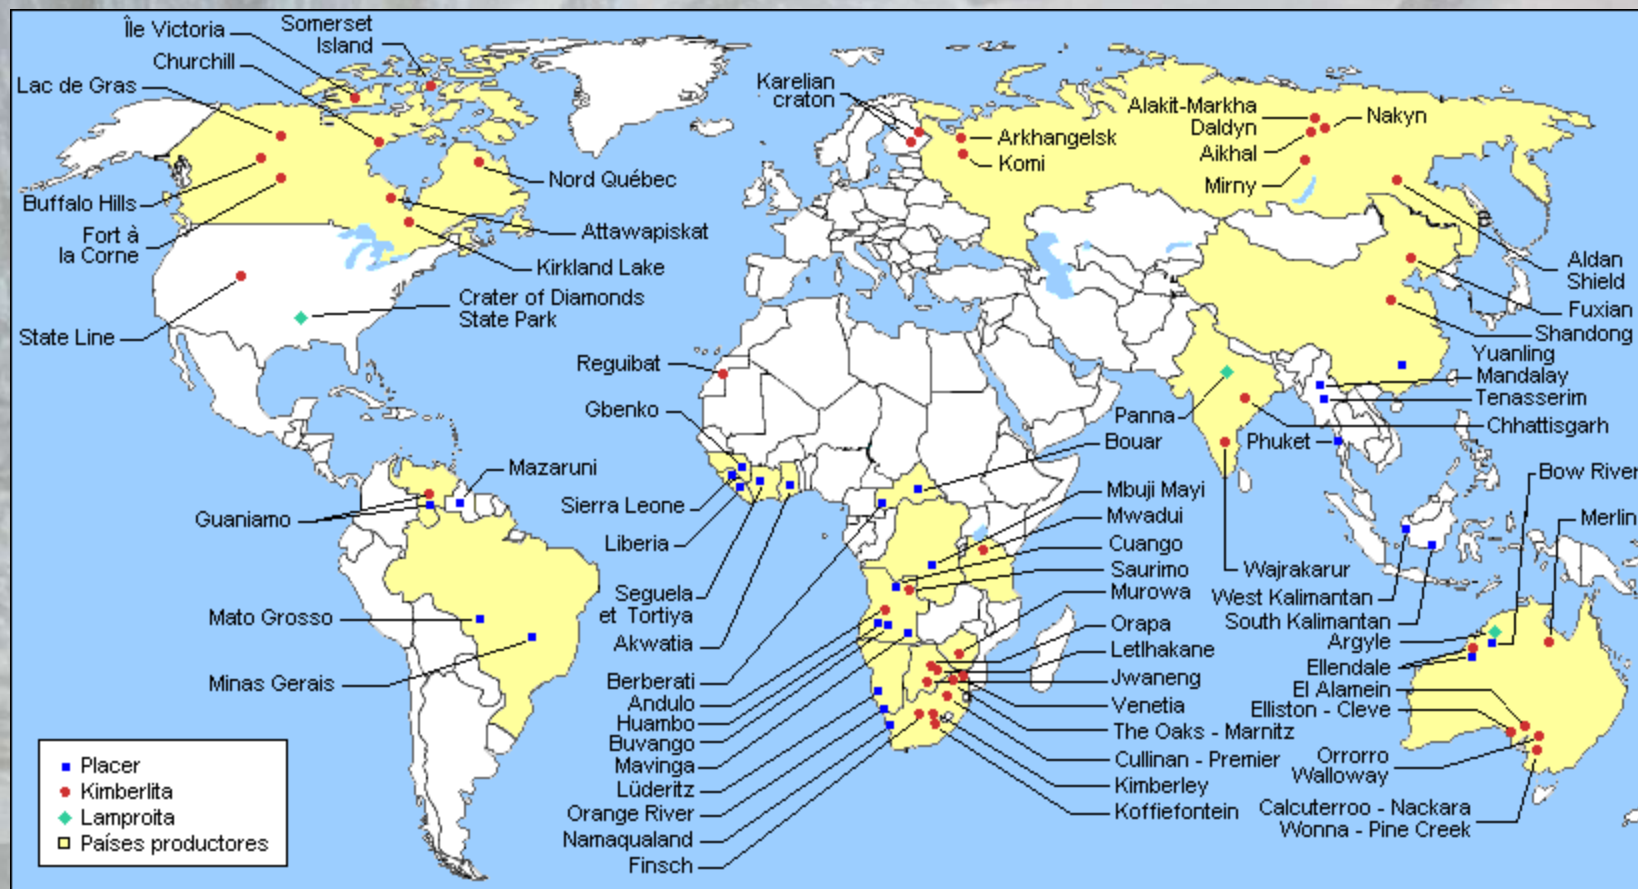 Île Victoria
Somerset
Island
Churchill
Lac de Gras
Karelian
craton
Alakit-Markha
Daldyn
Nakyn
Arkhangelsk
Aikhal
Komi
Mirny
Nord Québec
Buffalo Hills
Attawapiskat
Fort à
la Corne
Kirkland Lake
Aldan
Shield
Crater of Diamonds
State Park
Fuxian
State Line
Shandong
Yuanling
Reguibat
Mandalay
Tenasserim
Gbenko
Panna
Chhattisgarh
Bouar
Phuket
Mazaruni
Bow River
Sierra Leone
Mbuji Mayi
Guaniamo
Mwadui
Merlin
Liberia
Cuango
Saurimo
Wajrakarur
Seguela
et Tortiya
Murowa
West Kalimantan
Mato Grosso
Orapa
South Kalimantan
Akwatia
Letlhakane
Argyle
Ellendale
Berberati
Jwaneng
Minas Gerais
El Alamein
Andulo
Venetia
Elliston - Cleve
Huambo
The Oaks - Marnitz
Buvango
Cullinan - Premier
Orrorro
Mavinga
Walloway
Lüderitz
Kimberley
Orange River
Koffiefontein
Calcuterroo - Nackara
Wonna - Pine Creek
Namaqualand
Finsch
Placer
Kimberlita
Lamproita
Países productores